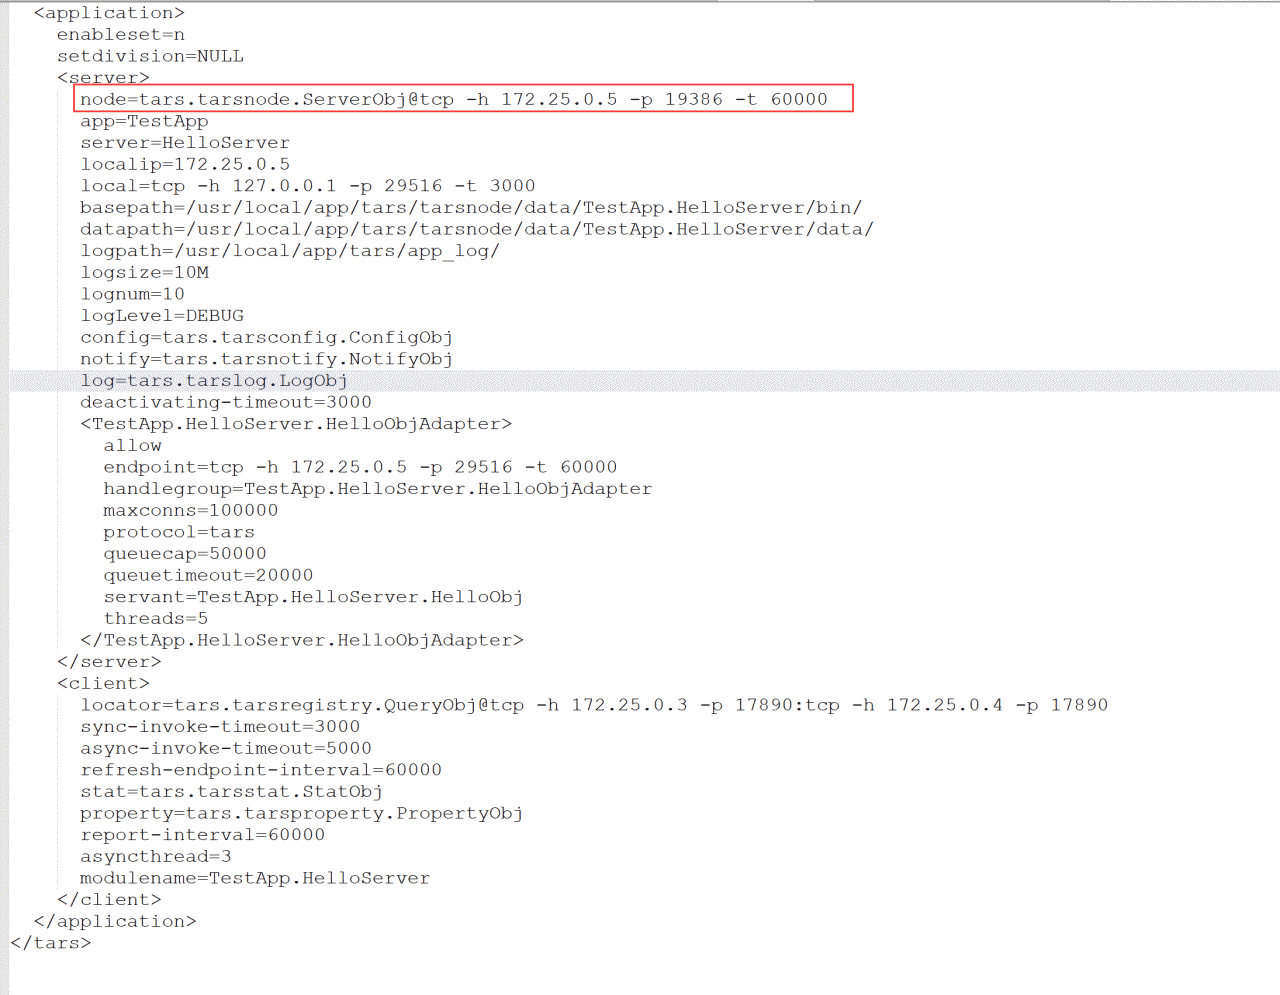 <application>
enableset=n
setdivision=NULL
<server>
node=tars.tarsnode.ServerObj@tcp -h 172.25.0.5 -p 19386 -t 60000
app=TestApp
server=HelloServer
localip=172.25.0.5
local=tcp -h 127.0.0.1 -p 29516 -t 3000
basepath=/usr/local/app/tars/tarsnode/data/TestApp.HelloServer/bin/
datapath=/usr/local/app/tars/tarsnode/data/TestApp.HelloServer/data/
logpath=/usr/local/app/tars/app_log/
logsize=10M
lognum=10
logLevel=DEBUG
config=tars.tarsconfig.ConfigObj
notify=tars.tarsnotify.NotifyObj
log=tars.tarslog.LogObj
deactivating-timeout=3000
<TestApp.HelloServer.HelloObjAdapter>
allow
endpoint=tcp -h 172.25.0.5 -p 29516 -t 60000
handlegroup=TestApp.HelloServer.HelloObjAdapter
maxconns=100000
protocol=tars
queuecap=50000
queuetimeout=20000
servant=TestApp.HelloServer.HelloObj
threads=5
</TestApp.HelloServer.HelloObjAdapter>
</server>
<client>
locator=tars.tarsregistry.QueryObj@tcp -h 172.25.0.3 -p 17890:tcp -h 172.25.0.4 -p 17890
sync-invoke-timeout=3000
async-invoke-timeout=5000
refresh-endpoint-interval=60000
stat=tars.tarsstat.StatObj
property=tars.tarsproperty.PropertyObj
report-interval=60000
asyncthread=3
modulename=TestApp.HelloServer
</client>
</application>
</tars>